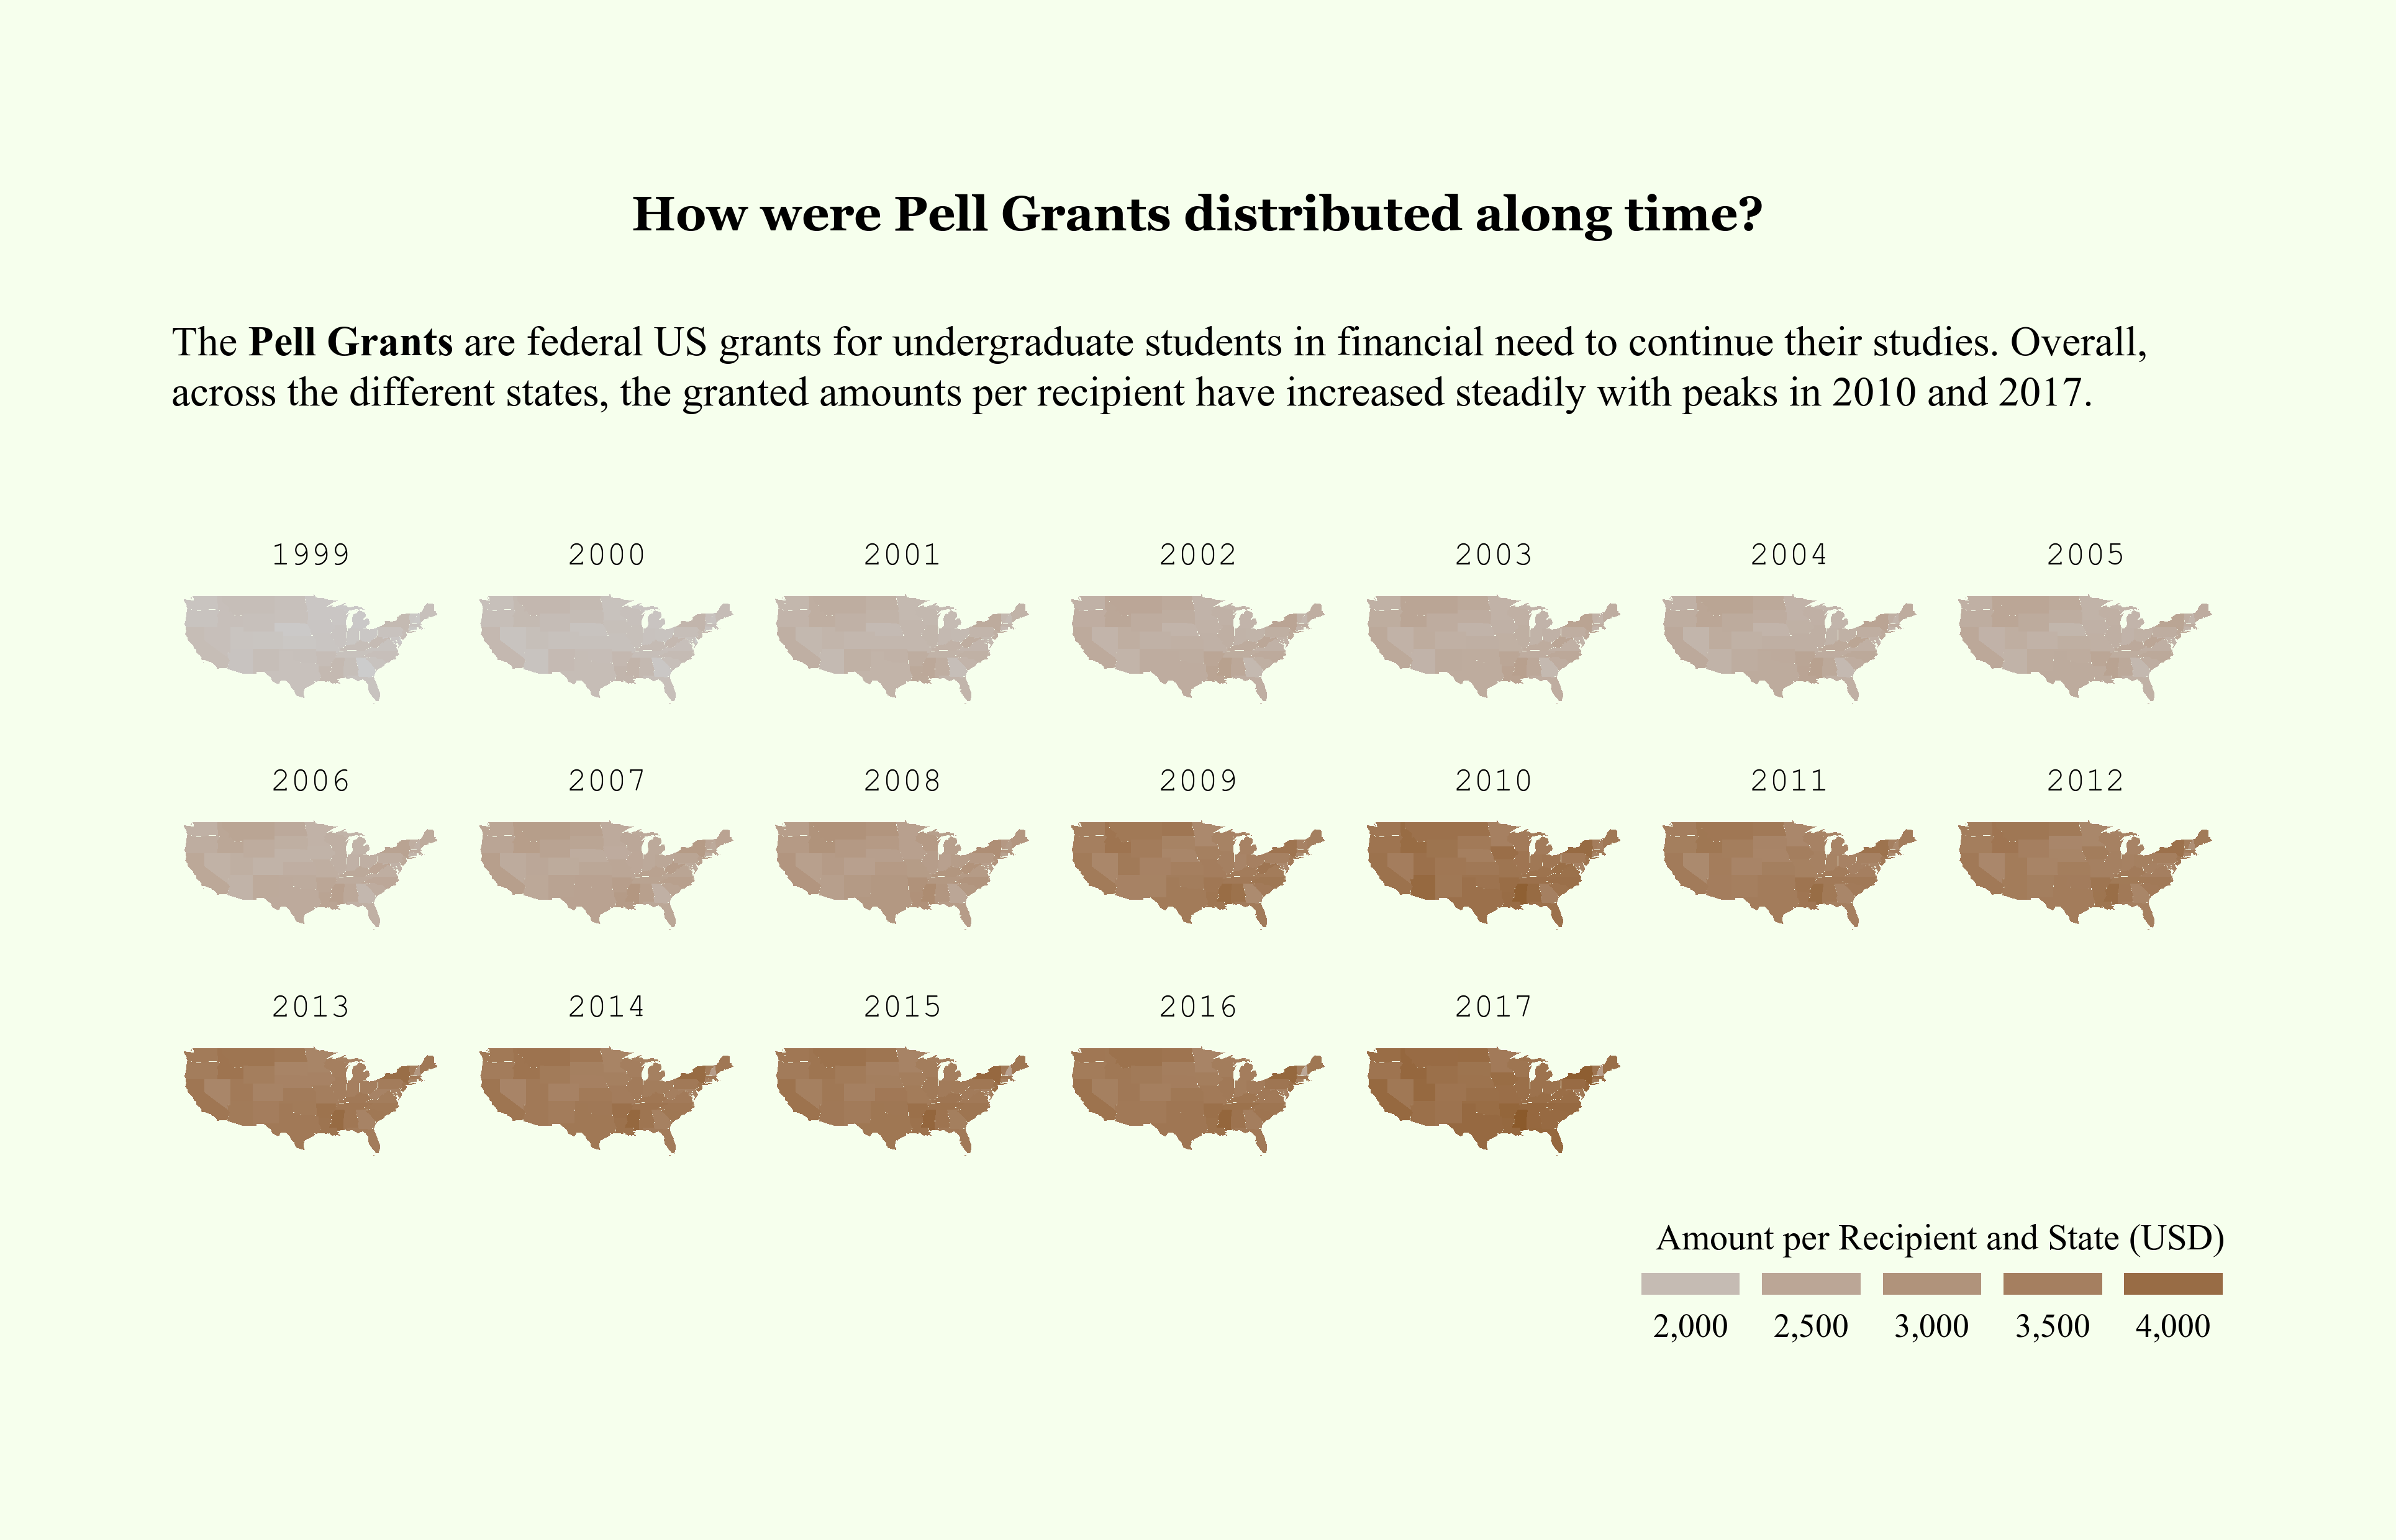 How were Pell Grants distributed along time?
The Pell Grants are federal US grants for undergraduate students in financial need to continue their studies. Overall,
across the different states, the granted amounts per recipient have increased steadily with peaks in 2010 and 2017.
1999 2000 2001 2002 2003 2004 2005
2006 2007 2008 2009 2010 2011 2012
2013 2014 2015 2016 2017
Amount per Recipient and State (USD)
2,000 2,500 3,000 3,500 4,000